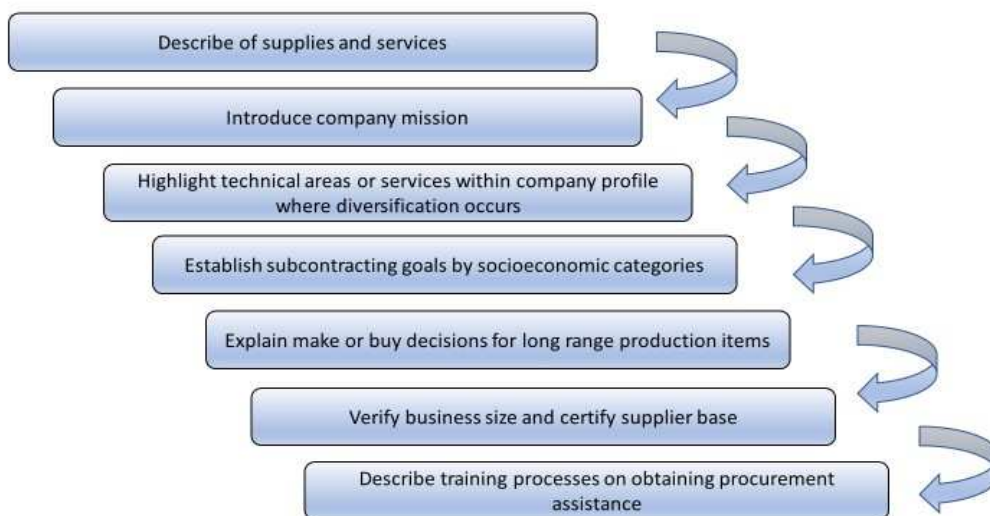 Describe of supplies and services
Introduce company mission
Highlight technical areas or services within company profile
where diversification occurs
Establish subcontracting goals by socioeconomic categories
Explain make or buy decisions for long range production items
Verify business size and certify supplier base
Describe training processes on obtaining procurement
assistance